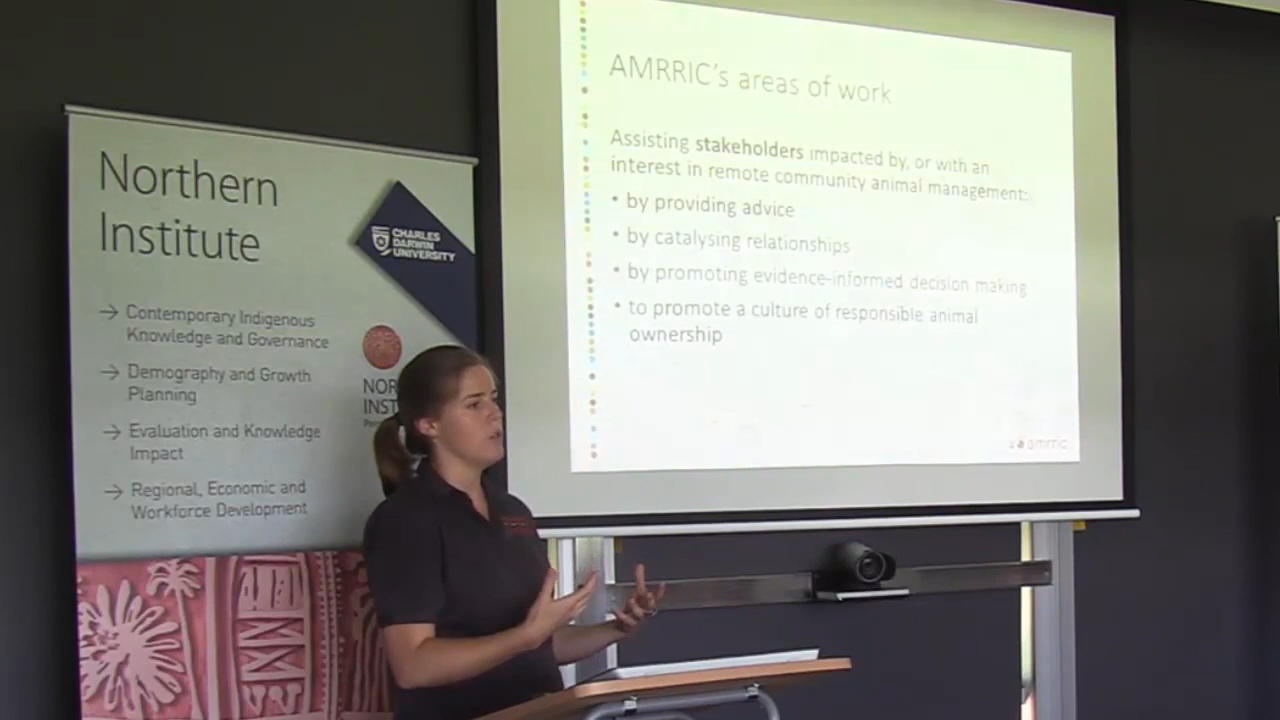 Northern
Institute
CHARLES
DARWIN
UNIVERSITY
→ Contemporary Indigenous
Knowledge and Governance
→ Demography and Growth
Planning
→ Evaluation and Knowledge
Impact
→ Regional, Economic and
Workforce Development
NOR
INST
AMRRIC's areas of work
Assisting stakeholders impacted by, or with an
interest in remote community animal management:
• by providing advice
• by catalysing relationships
• by promoting evidence-informed decision making
• to promote a culture of responsible animal
ownership
amrric